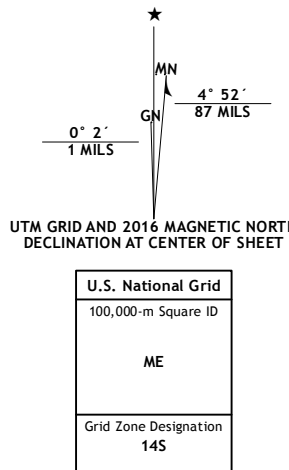 MN
GN
4° 52´
87 MILS
0° 2´
1 MILS
UTM GRID AND 2016 MAGNETIC NORTH
DECLINATION AT CENTER OF SHEET
U.S. National Grid
100,000-m Square ID
ME
Grid Zone Designation
14S